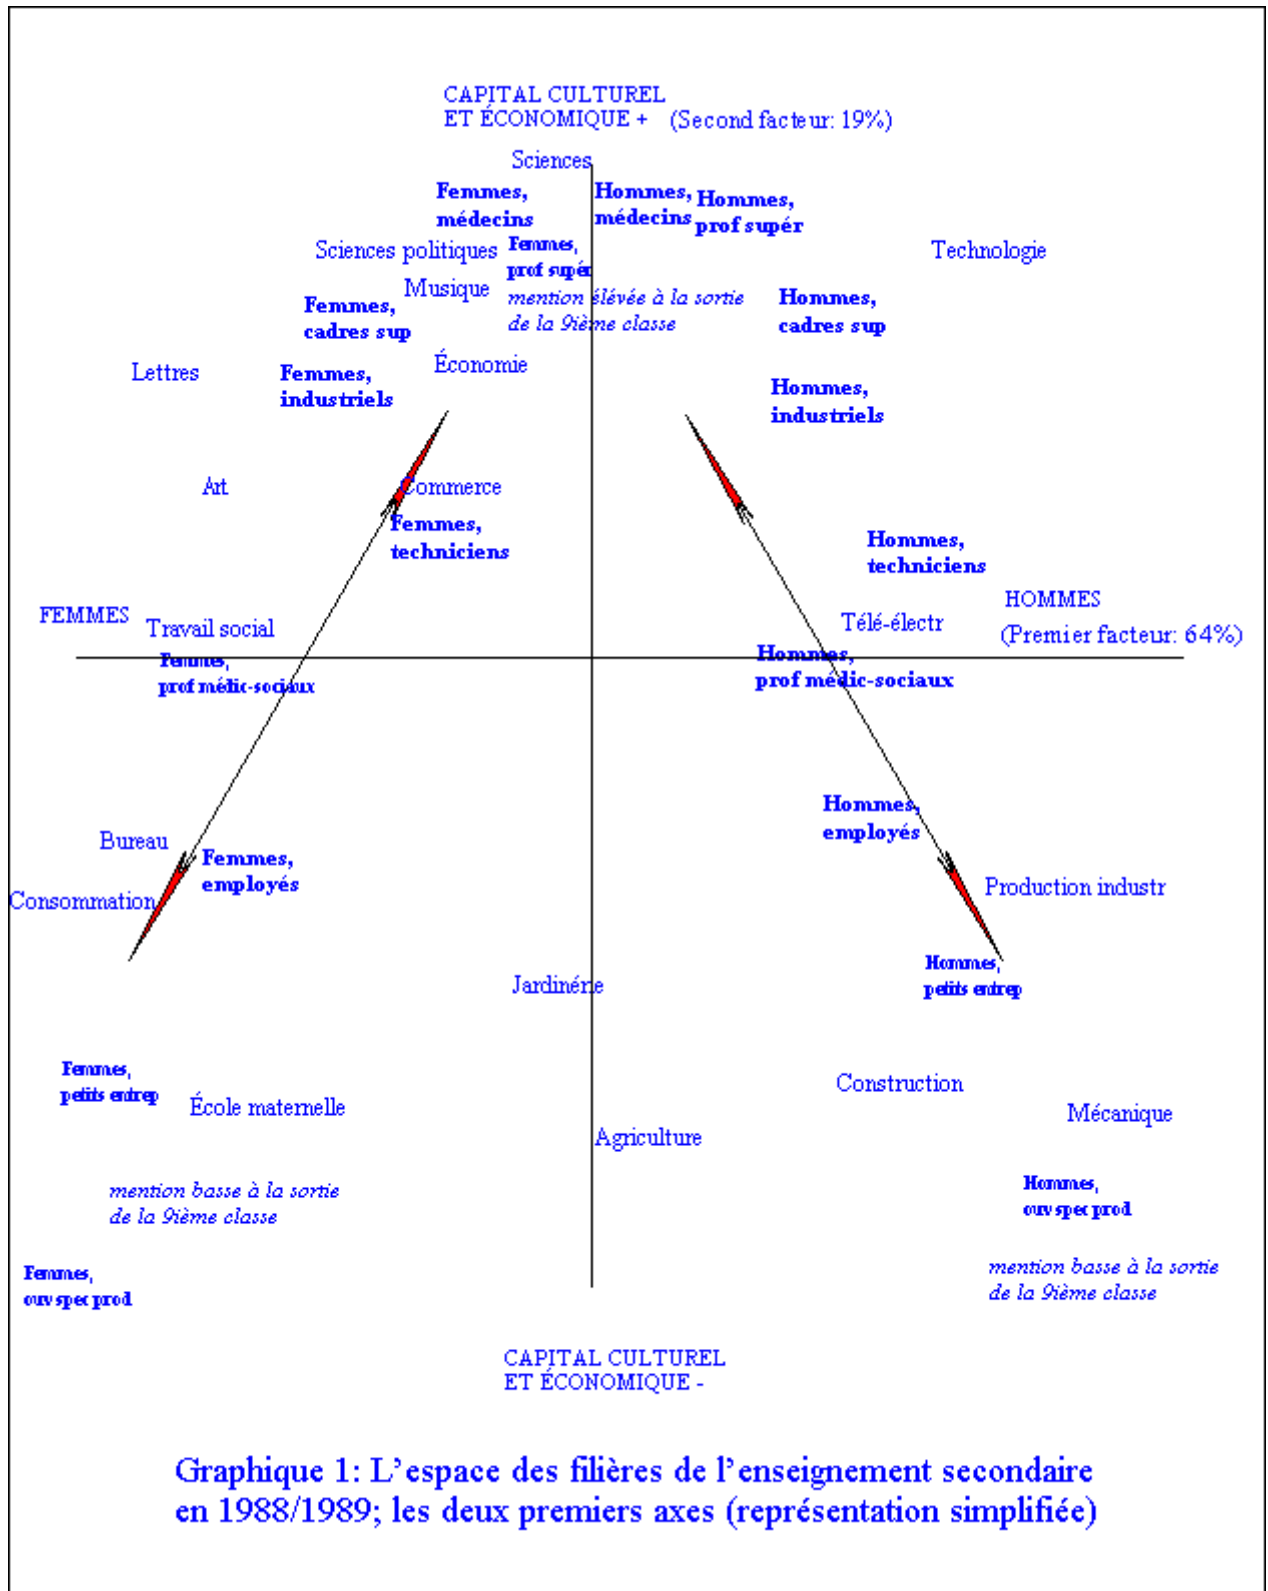 CAPITAL CULTUREL
ET ÉCONOMIQUE + (Second facteur: 19%)
Sciences
Femmes,
médecins
Hommes,
médecins
Hommes,
prof supér
Sciences politiques
Femmes,
prof supér
Technologie
Musique
mention élévée à la sortie
de la 9ième classe
Femmes,
cadres sup
Hommes,
cadres sup
Économie
Lettres
Femmes,
industriels
Hommes,
industriels
Art
Commerce
Femmes,
techniciens
Hommes,
techniciens
FEMMES
Travail social
Télé-électr
HOMMES
(Premier facteur: 64%)
Femmes,
prof médic-sociaux
Hommes,
prof médic-sociaux
Hommes,
employés
Bureau
Femmes,
employés
Consommation
Production industr
Hommes,
petits entrep
Jardinérie
Femmes,
petits entrep
École maternelle
Construction
Mécanique
Agriculture
mention basse à la sortie
de la 9ième classe
Hommes,
ouv spec prod
Femmes,
ouv spec prod
mention basse à la sortie
de la 9ième classe
CAPITAL CULTUREL
ET ÉCONOMIQUE -
Graphique 1: L'espace des filières de l'enseignement secondaire
en 1988/1989; les deux premiers axes (représentation simplifiée)